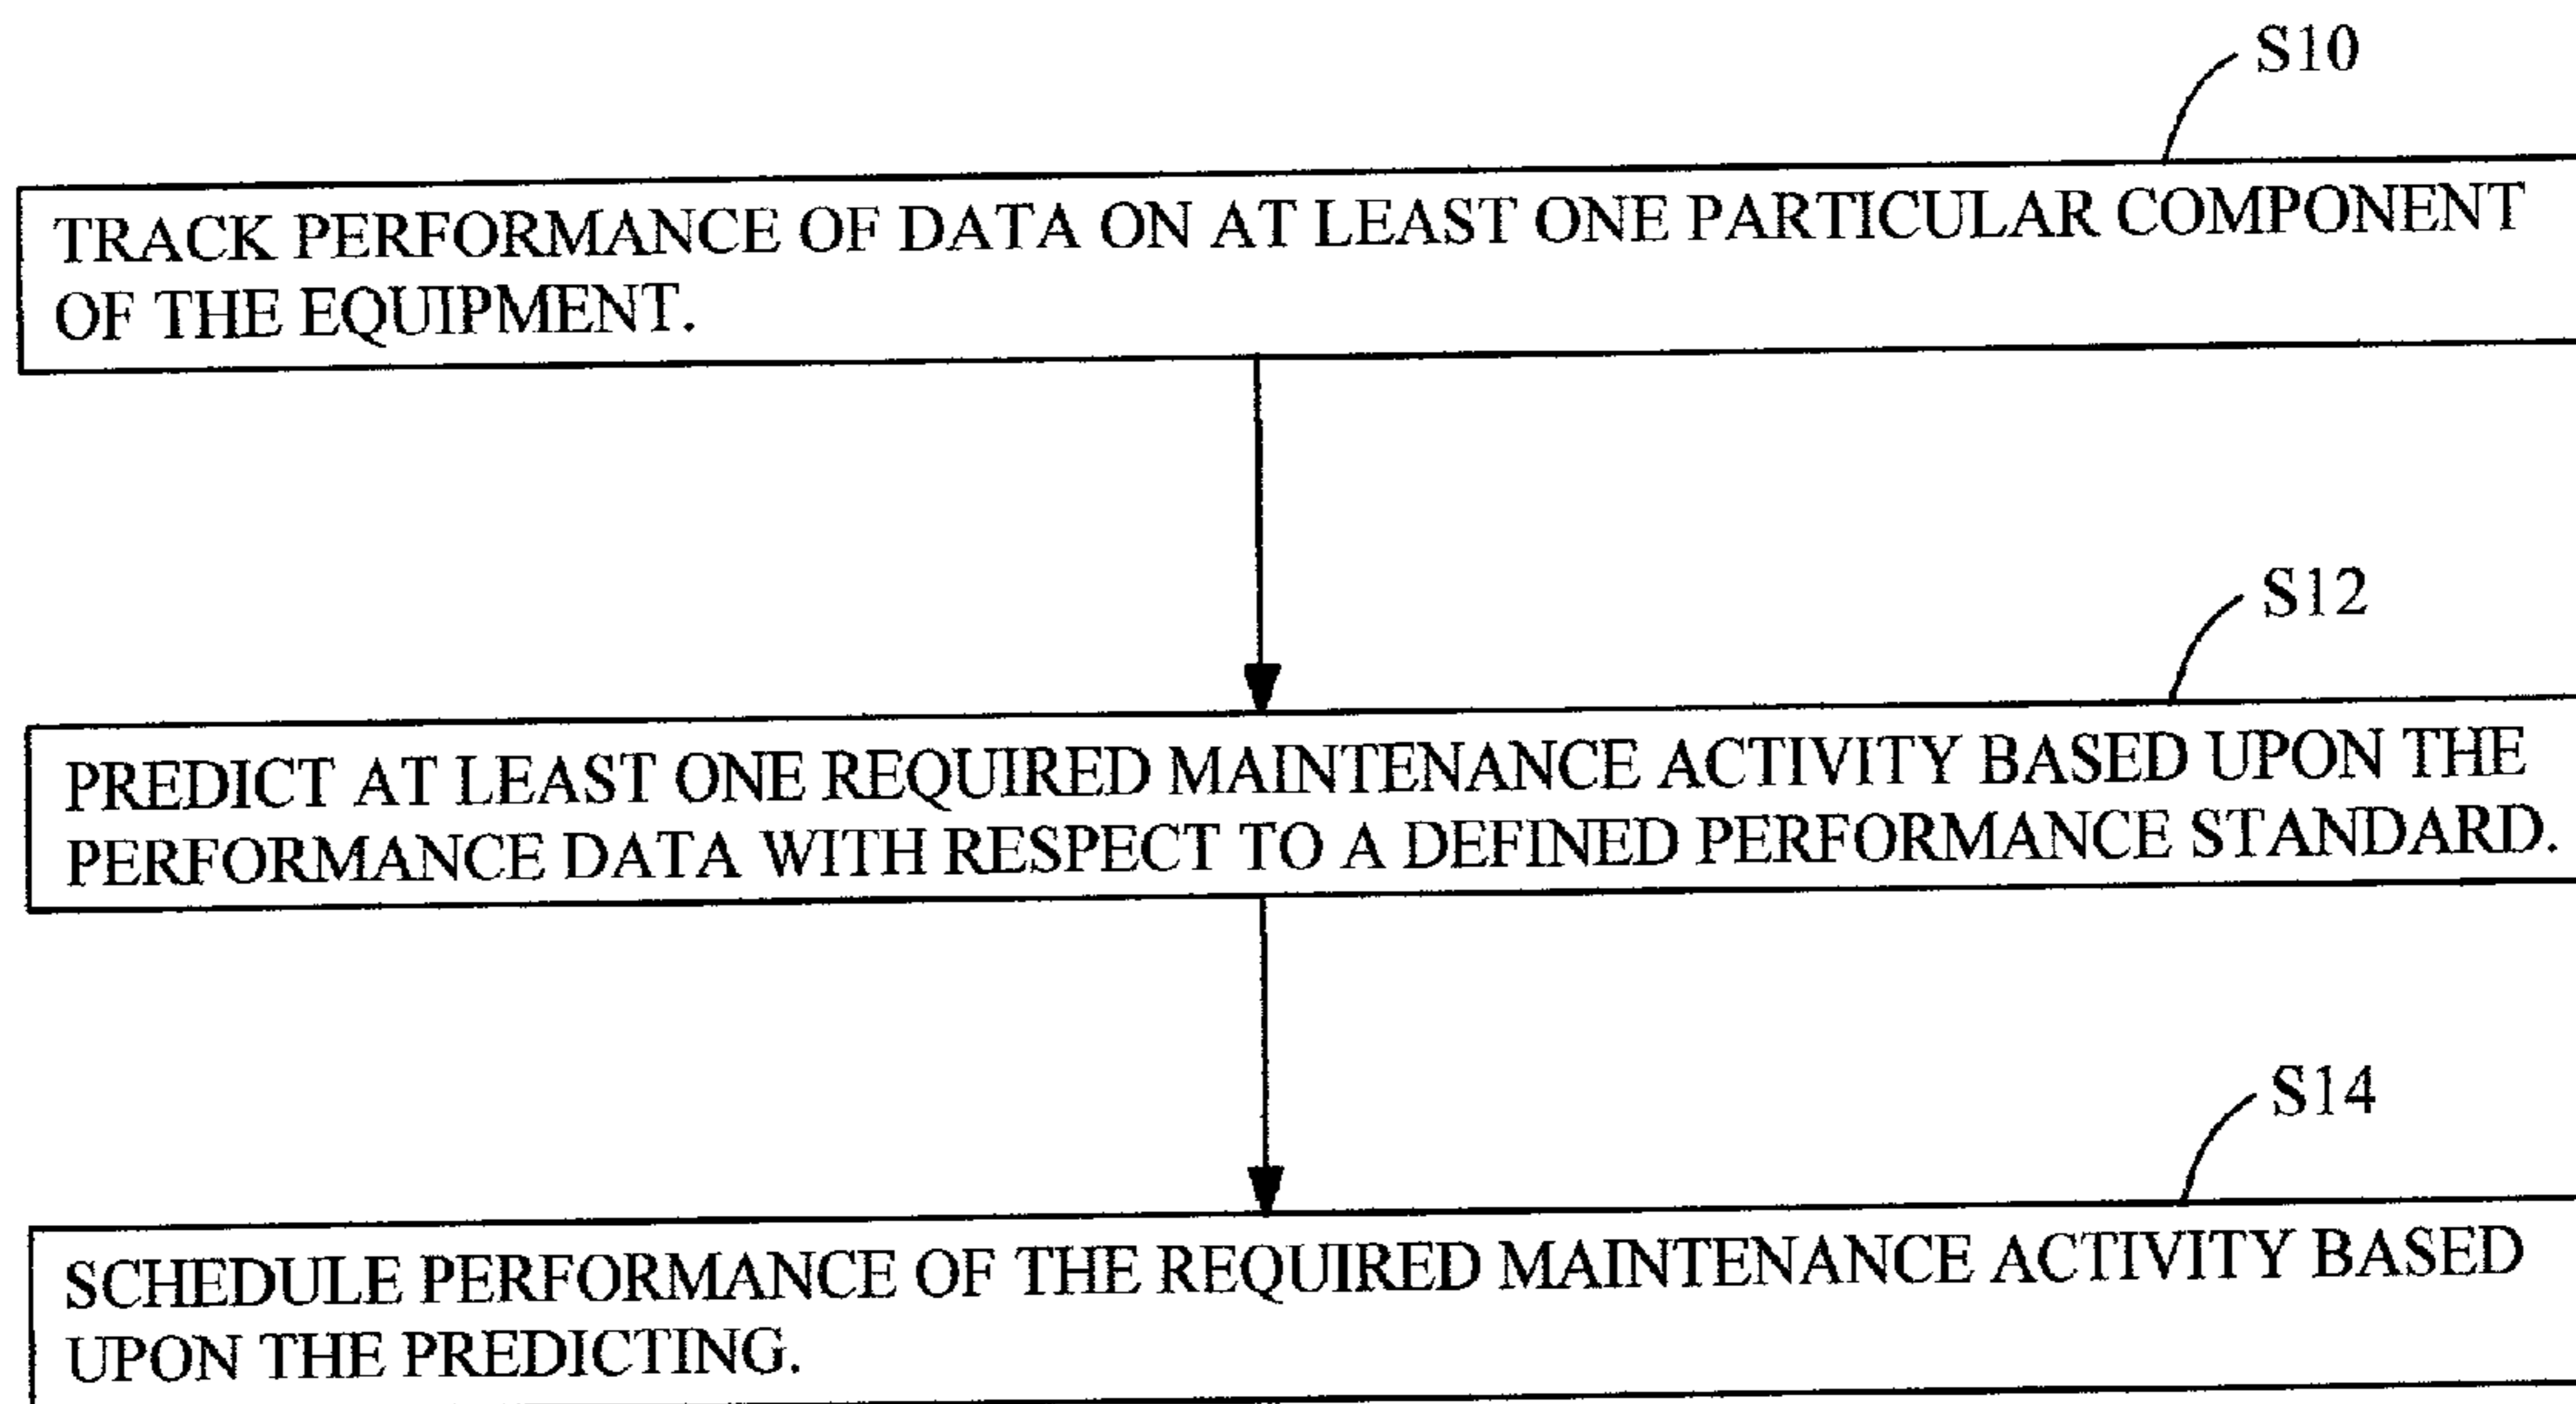 S10
TRACK PERFORMANCE OF DATA ON AT LEAST ONE PARTICULAR COMPONENT
OF THE EQUIPMENT.
S12
PREDICT AT LEAST ONE REQUIRED MAINTENANCE ACTIVITY BASED UPON THE
PERFORMANCE DATA WITH RESPECT TO A DEFINED PERFORMANCE STANDARD.
S14
SCHEDULE PERFORMANCE OF THE REQUIRED MAINTENANCE ACTIVITY BASED
UPON THE PREDICTING.